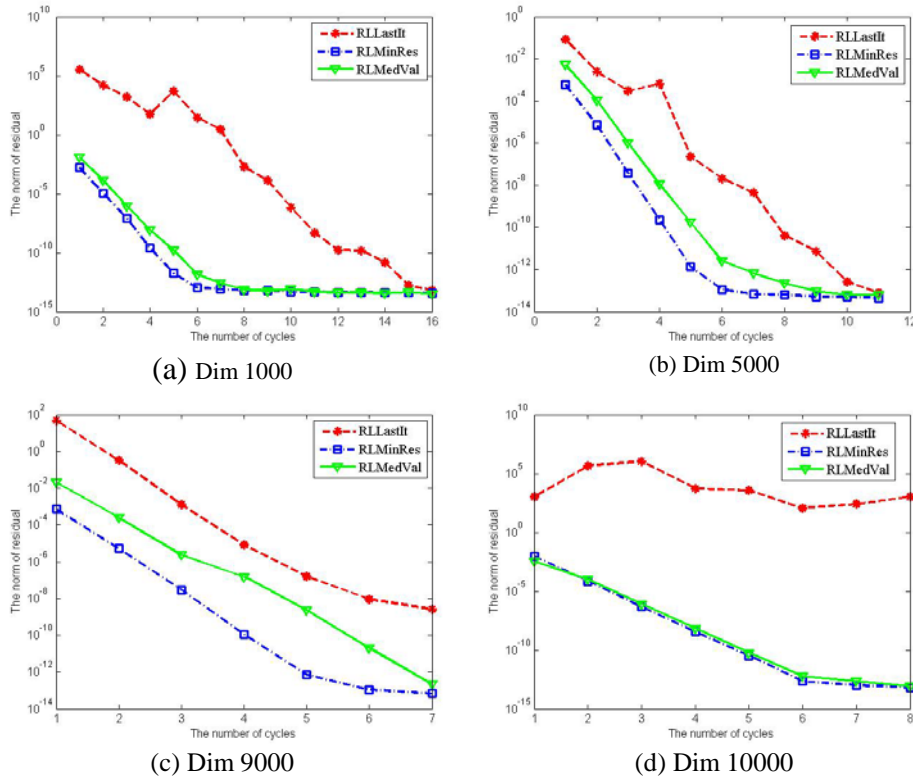 10^10
10^5
10^0
10^-5
10^-10
10^-15
The norm of residual
RLLastIt
RLMinRes
RLMedVal
0 2 4 6 8 10 12 14 16
The number of cycles
(a) Dim 1000
10^0
10^-2
10^-4
10^-6
10^-8
10^-10
10^-12
10^-14
The norm of residual
RLLastIt
RLMinRes
RLMedVal
0 2 4 6 8 10 12
The number of cycles
(b) Dim 5000
10^2
10^0
10^-2
10^-4
10^-6
10^-8
10^-10
10^-12
10^-14
The norm of residual
RLLastIt
RLMinRes
RLMedVal
1 2 3 4 5 6 7
The number of cycles
(c) Dim 9000
10^10
10^5
10^0
10^-5
10^-10
10^-15
The norm of residual
RLLastIt
RLMinRes
RLMedVal
1 2 3 4 5 6 7 8
The number of cycles
(d) Dim 10000